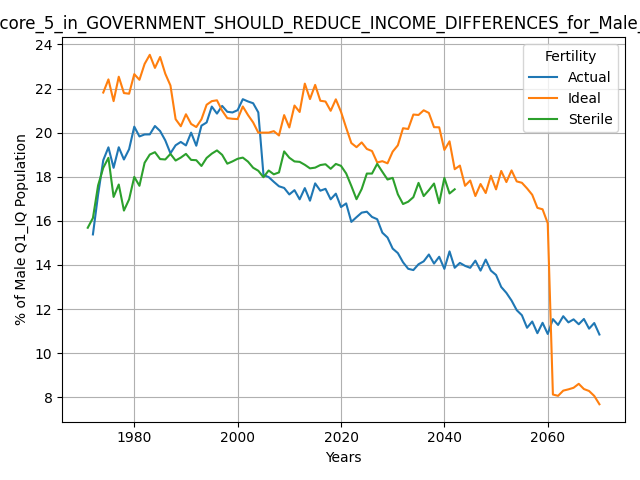 core_5_in_GOVERNMENT_SHOULD_REDUCE_INCOME_DIFFERENCES_for_Male_
Fertility
Actual
Ideal
Sterile
% of Male Q1_IQ Population
24
22
20
18
16
14
12
10
8
1980 2000 2020 2040 2060
Years